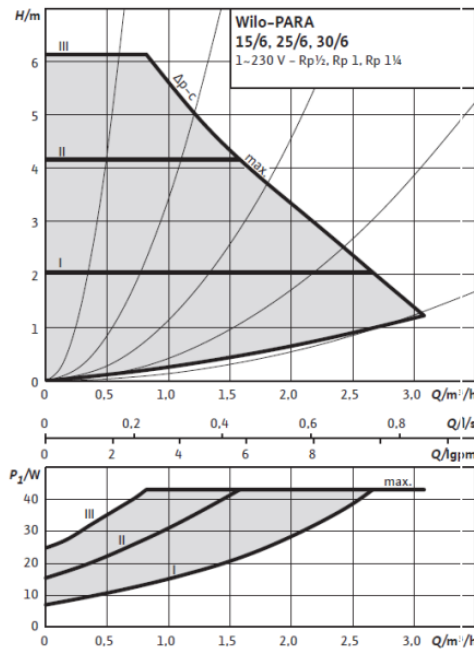 H/m
Wilo-PARA
15/6, 25/6, 30/6
1~230 V – Rp½, Rp 1, Rp 1¼
III
6
Δp-c
5
II
4
max.
3
I
2
1
0
0 0,5 1,0 1,5 2,0 2,5 3,0 Q/m³/h
0 0,2 0,4 0,6 0,8 Q/l/s
0 2 4 6 8 Q/lgpm
P₁/W
max.
40
III
30
II
20
I
10
0
0 0,5 1,0 1,5 2,0 2,5 3,0 Q/m³/h